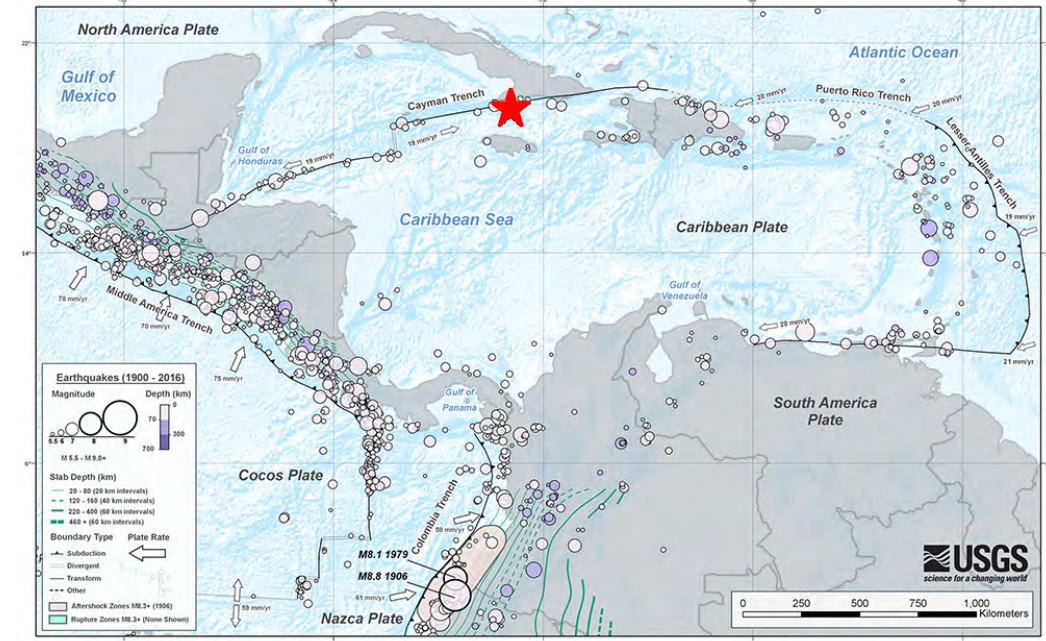 North America Plate
Atlantic Ocean
Gulf of
Mexico
22°
20 mm/yr
Puerto Rico Trench
20 mm/yr
Cayman Trench
Lesser Antilles Trench
19 mm/yr
Gulf of
Honduras
19 mm/yr
19 mm/yr
Caribbean Sea
Caribbean Plate
14°
Gulf of
Venezuela
78 mm/yr
Middle America Trench
70 mm/yr
20 mm/yr
21 mm/yr
75 mm/yr
Gulf of
Panama
South America
Plate
6°
Cocos Plate
Colombia Trench
59 mm/yr
M8.1 1979
M8.8 1906
61 mm/yr
59 mm/yr
Nazca Plate
Earthquakes (1900 - 2016)
Magnitude
Depth (km)
0
70
300
700
5.5 6 7 8 9
M 5.5 - M 9.0+
Slab Depth (km)
20 - 80 (20 km intervals)
120 - 160 (40 km intervals)
220 - 400 (60 km intervals)
460 + (60 km intervals)
Boundary Type
Plate Rate
Subduction
Divergent
Transform
Other
Aftershock Zones M8.3+ (1906)
Rupture Zones M8.3+ (None Shown)
USGS
science for a changing world
0 250 500 750 1,000
Kilometers